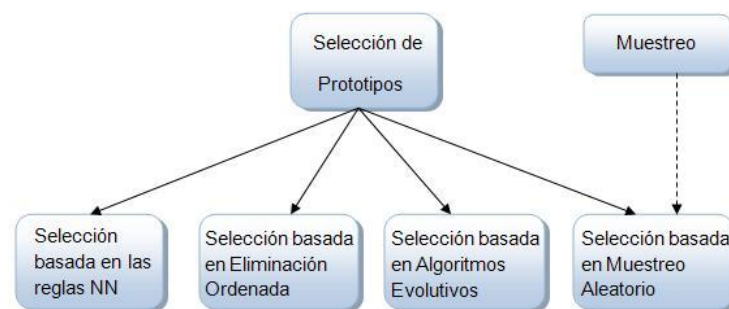 Selección de
Prototipos
Muestreo
Selección
basada en las
reglas NN
Selección basada
en Eliminación
Ordenada
Selección basada
en Algoritmos
Evolutivos
Selección basada
en Muestreo
Aleatorio